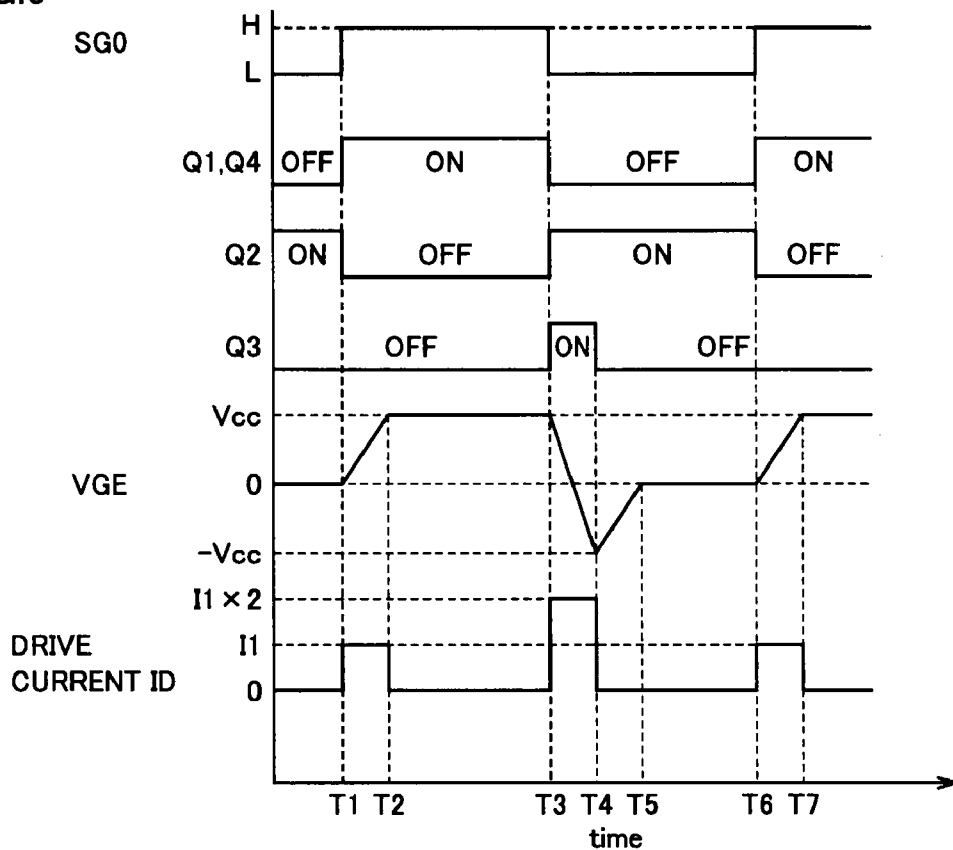 SG0
H
L
Q1,Q4 OFF ON OFF ON
Q2 ON OFF ON OFF
Q3 OFF ON OFF
VGE
Vcc
0
-Vcc
I1×2
DRIVE
CURRENT ID
I1
0
T1 T2 T3 T4 T5 T6 T7
time